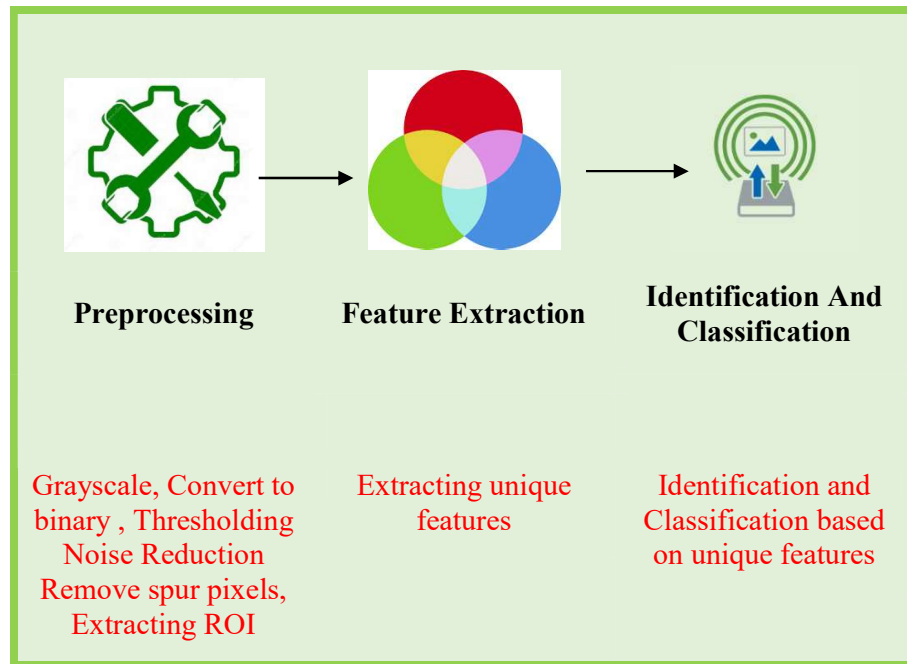 Preprocessing
Feature Extraction
Identification And
Classification
Grayscale, Convert to
binary , Thresholding
Noise Reduction
Remove spur pixels,
Extracting ROI
Extracting unique
features
Identification and
Classification based
on unique features